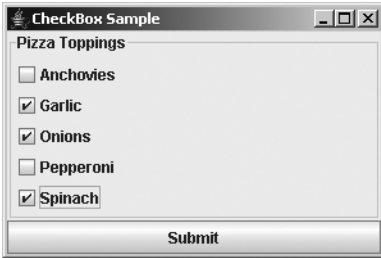 CheckBox Sample
Pizza Toppings
Anchovies
Garlic
Onions
Pepperoni
Spinach
Submit